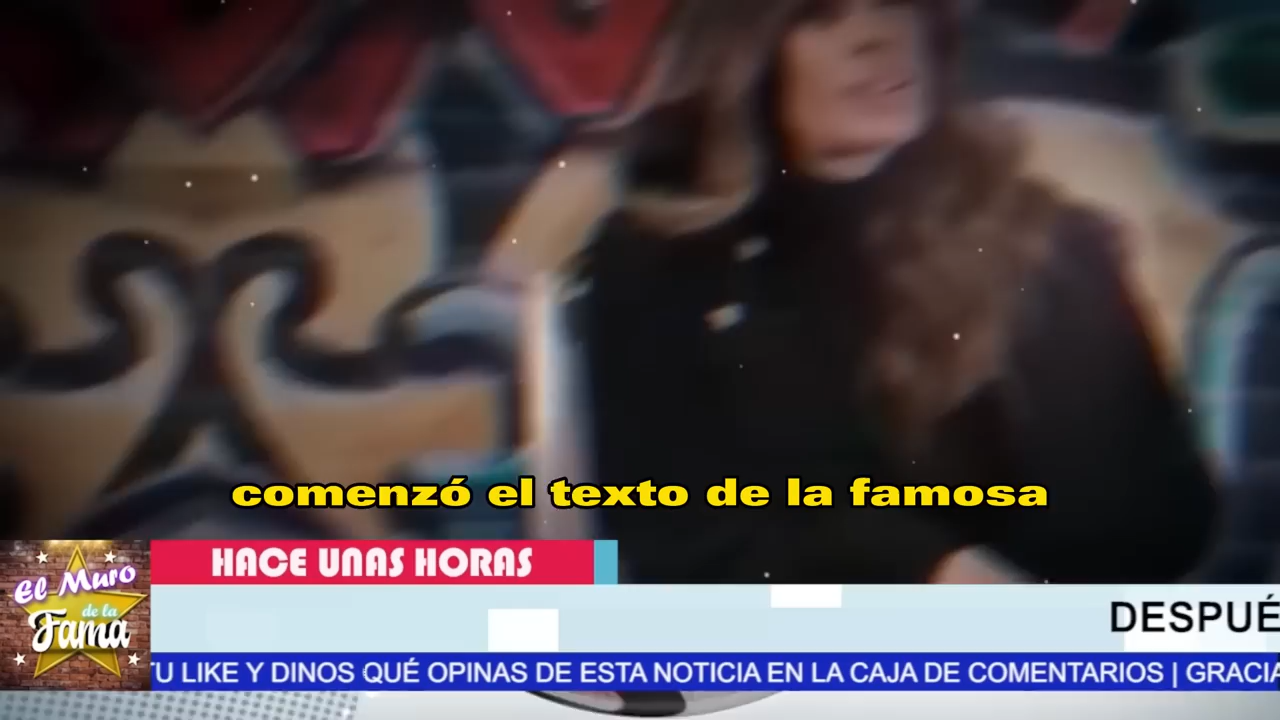 comenzó el texto de la famosa
HACE UNAS HORAS
El Muro
de la
Fama
DESPUÉ
TU LIKE Y DINOS QUÉ OPINAS DE ESTA NOTICIA EN LA CAJA DE COMENTARIOS | GRACIA